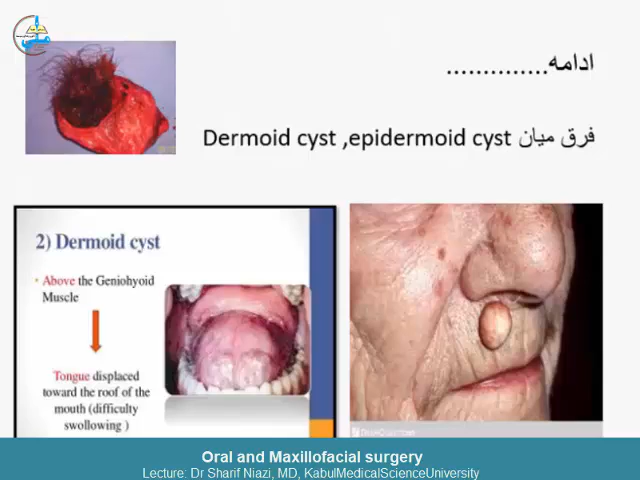 ادامه..............
فرق میان Dermoid cyst ,epidermoid cyst
2) Dermoid cyst
Above the Geniohyoid
Muscle
Tongue displaced
toward the roof of the
mouth (difficulty
swollowing )
Oral and Maxillofacial surgery
Lecture: Dr Sharif Niazi, MD, KabulMedicalScienceUniversity